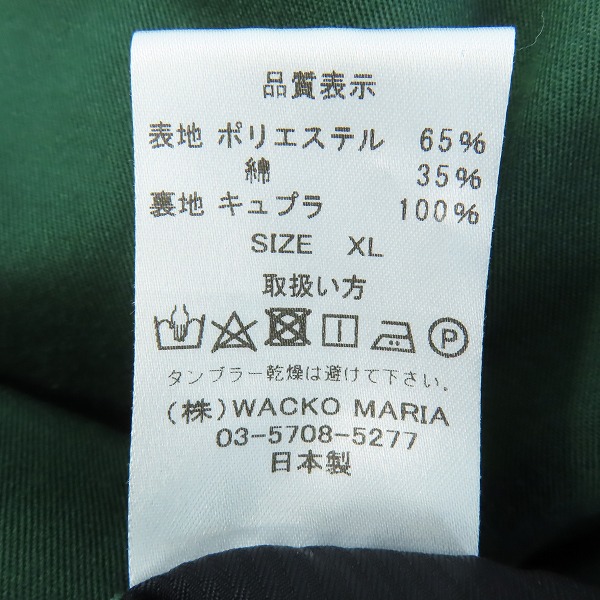 品質表示
表地 ポリエステル 65%
綿 35%
裏地 キュプラ 100%
SIZE XL
取扱い方
P
タンブラー乾燥は避けて下さい。
(株)WACKO MARIA
03-5708-5277
日本製